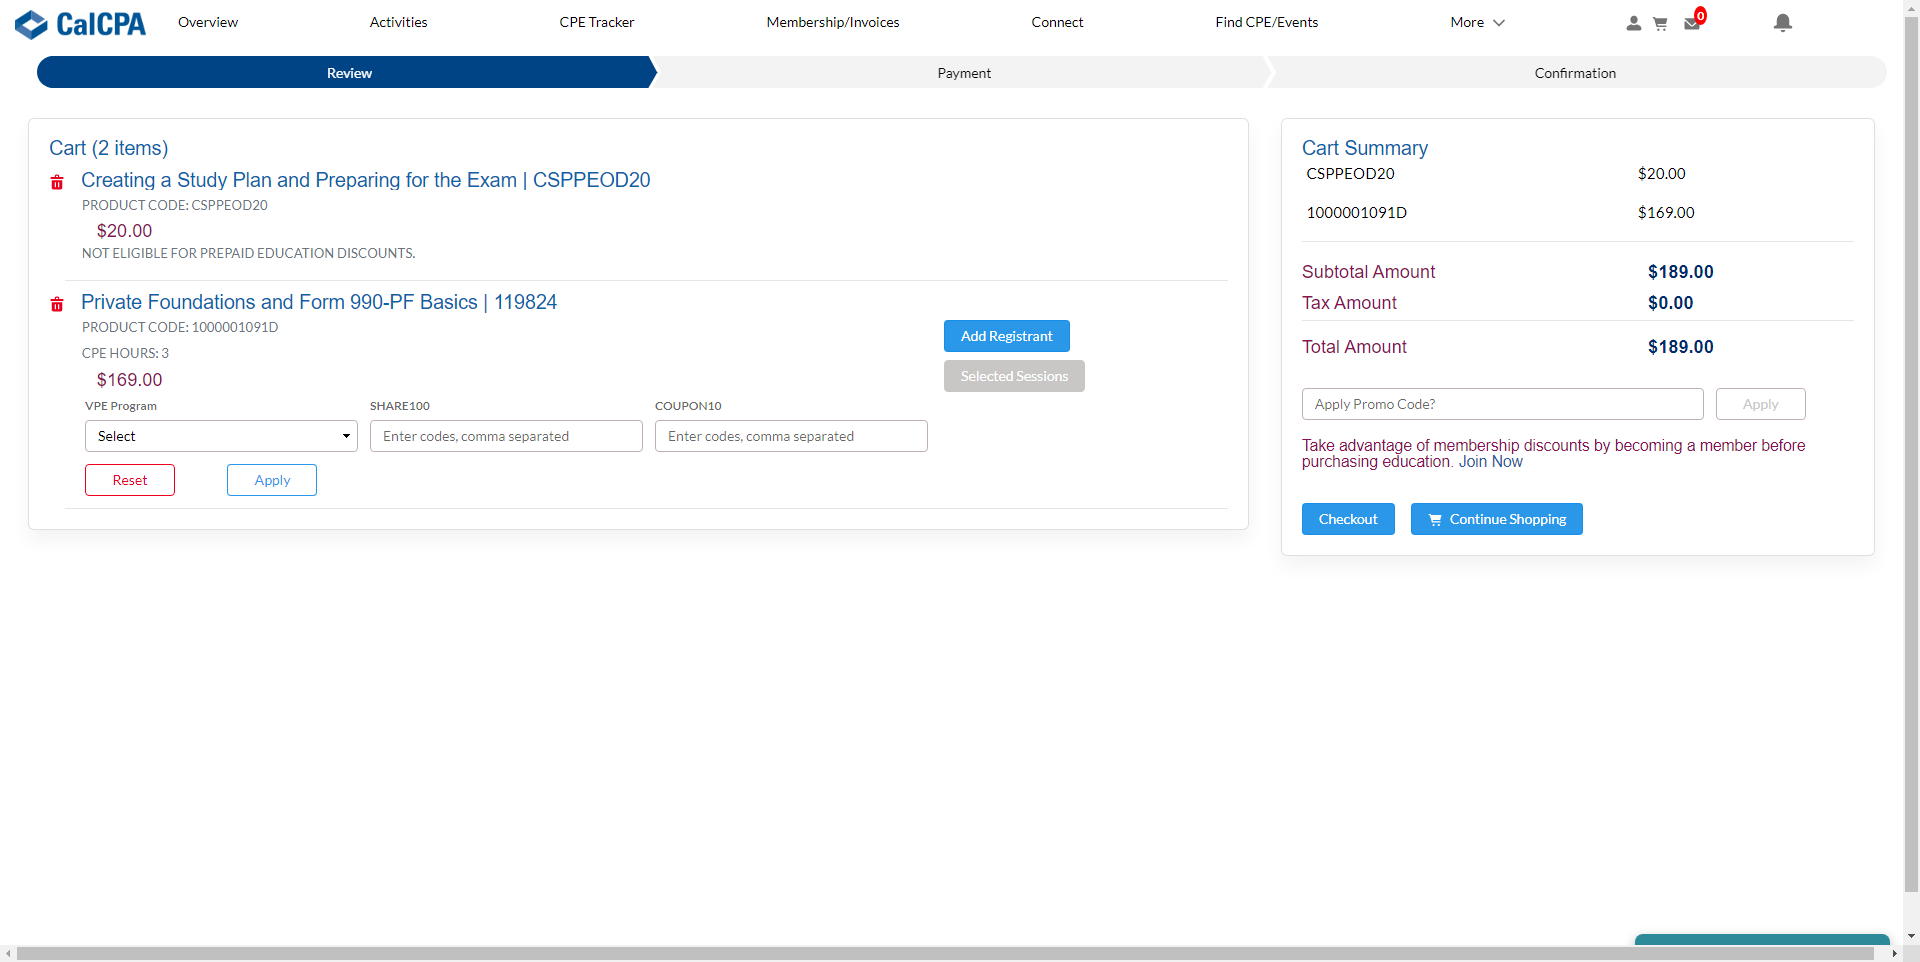 CalCPA
Overview
Activities
CPE Tracker
Membership/Invoices
Connect
Find CPE/Events
More
0
Review
Payment
Confirmation
Cart (2 items)
Creating a Study Plan and Preparing for the Exam | CSPPEOD20
PRODUCT CODE: CSPPEOD20
$20.00
NOT ELIGIBLE FOR PREPAID EDUCATION DISCOUNTS.
Private Foundations and Form 990-PF Basics | 119824
PRODUCT CODE: 1000001091D
CPE HOURS: 3
$169.00
Add Registrant
Selected Sessions
VPE Program
SHARE100
COUPON10
Select
Enter codes, comma separated
Enter codes, comma separated
Reset
Apply
Cart Summary
CSPPEOD20 $20.00
1000001091D $169.00
Subtotal Amount $189.00
Tax Amount $0.00
Total Amount $189.00
Apply Promo Code?
Apply
Take advantage of membership discounts by becoming a member before
purchasing education. Join Now
Checkout
Continue Shopping